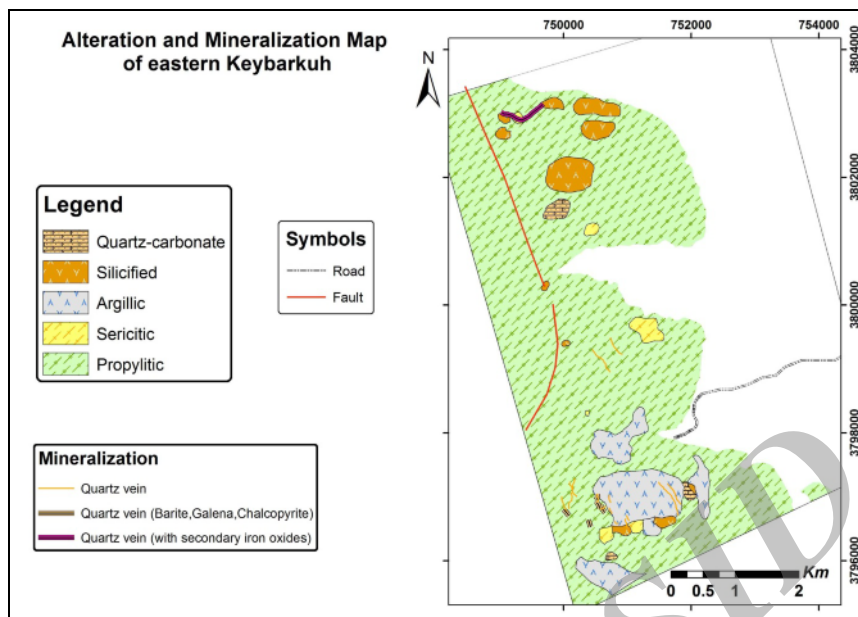 Alteration and Mineralization Map
of eastern Keybarkuh
N
750000
752000
754000
3804000
3802000
3800000
3798000
3796000
Legend
Quartz-carbonate
Silicified
Argillic
Sericitic
Propylitic
Symbols
Road
Fault
Mineralization
Quartz vein
Quartz vein (Barite,Galena,Chalcopyrite)
Quartz vein (with secondary iron oxides)
Km
0 0.5 1 2
SID